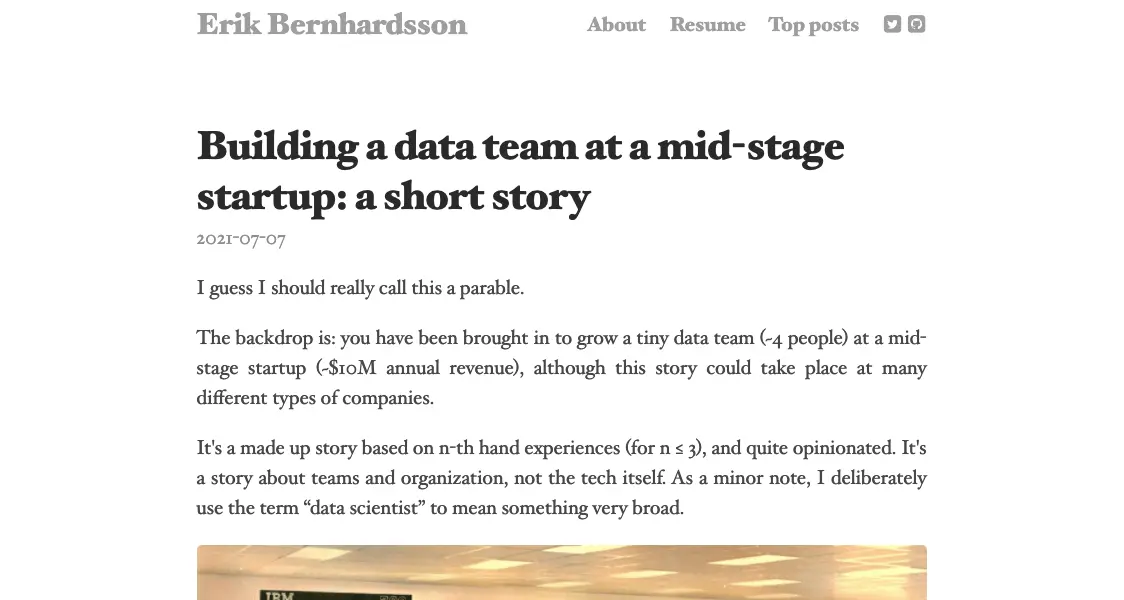 Erik Bernhardsson
About Resume Top posts
Building a data team at a mid-stage
startup: a short story
2021-07-07
I guess I should really call this a parable.
The backdrop is: you have been brought in to grow a tiny data team (~4 people) at a mid-
stage startup (~$10M annual revenue), although this story could take place at many
different types of companies.
It's a made up story based on n-th hand experiences (for n ≤ 3), and quite opinionated. It's
a story about teams and organization, not the tech itself. As a minor note, I deliberately
use the term “data scientist” to mean something very broad.
IBM